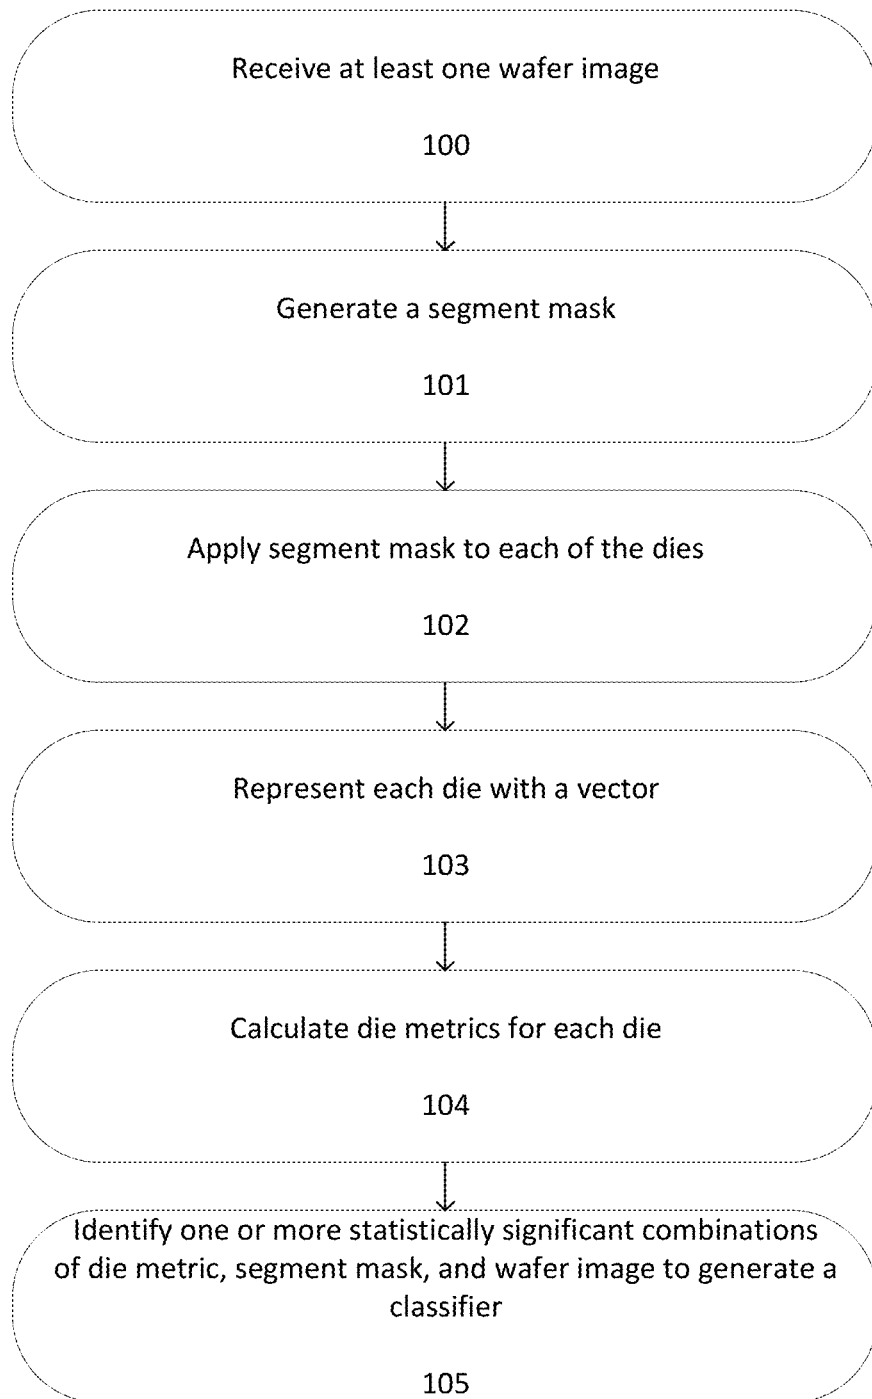 Receive at least one wafer image
100
Generate a segment mask
101
Apply segment mask to each of the dies
102
Represent each die with a vector
103
Calculate die metrics for each die
104
Identify one or more statistically significant combinations
of die metric, segment mask, and wafer image to generate a
classifier
105